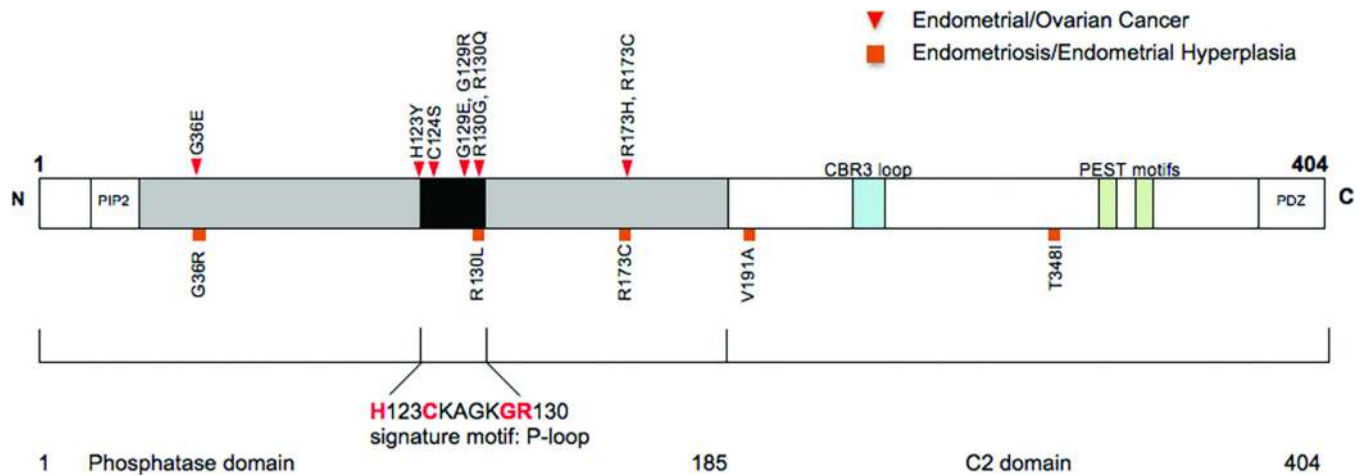 Endometrial/Ovarian Cancer
Endometriosis/Endometrial Hyperplasia
G36E
H123Y
C124S
G129E, G129R
R130G, R130Q
R173H, R173C
1
CBR3 loop
PEST motifs
404
N
PIP2
PDZ
C
G36R
R130L
R173C
V191A
T348I
H123CKAGKGR130
signature motif: P-loop
1 Phosphatase domain 185 C2 domain 404